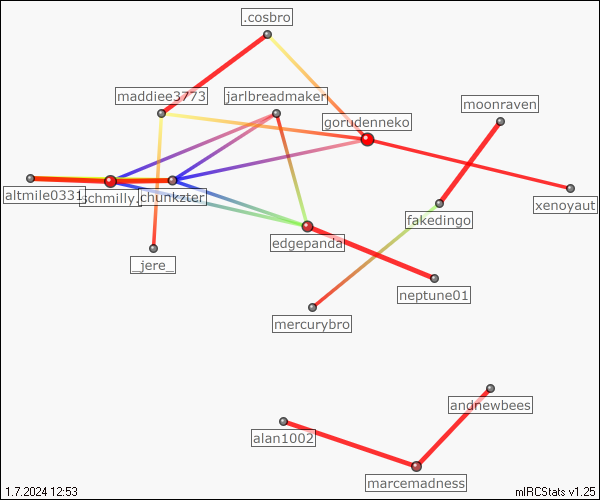 .cosbro
maddiee3773
jarlbreadmaker
moonraven
gorudenneko
altmile0331
schmilly.
chunkzter
xenoyaut
fakedingo
edgepanda
_jere_
neptune01
mercurybro
andnewbees
alan1002
marcemadness
1.7.2024 12:53
mIRCStats v1.25